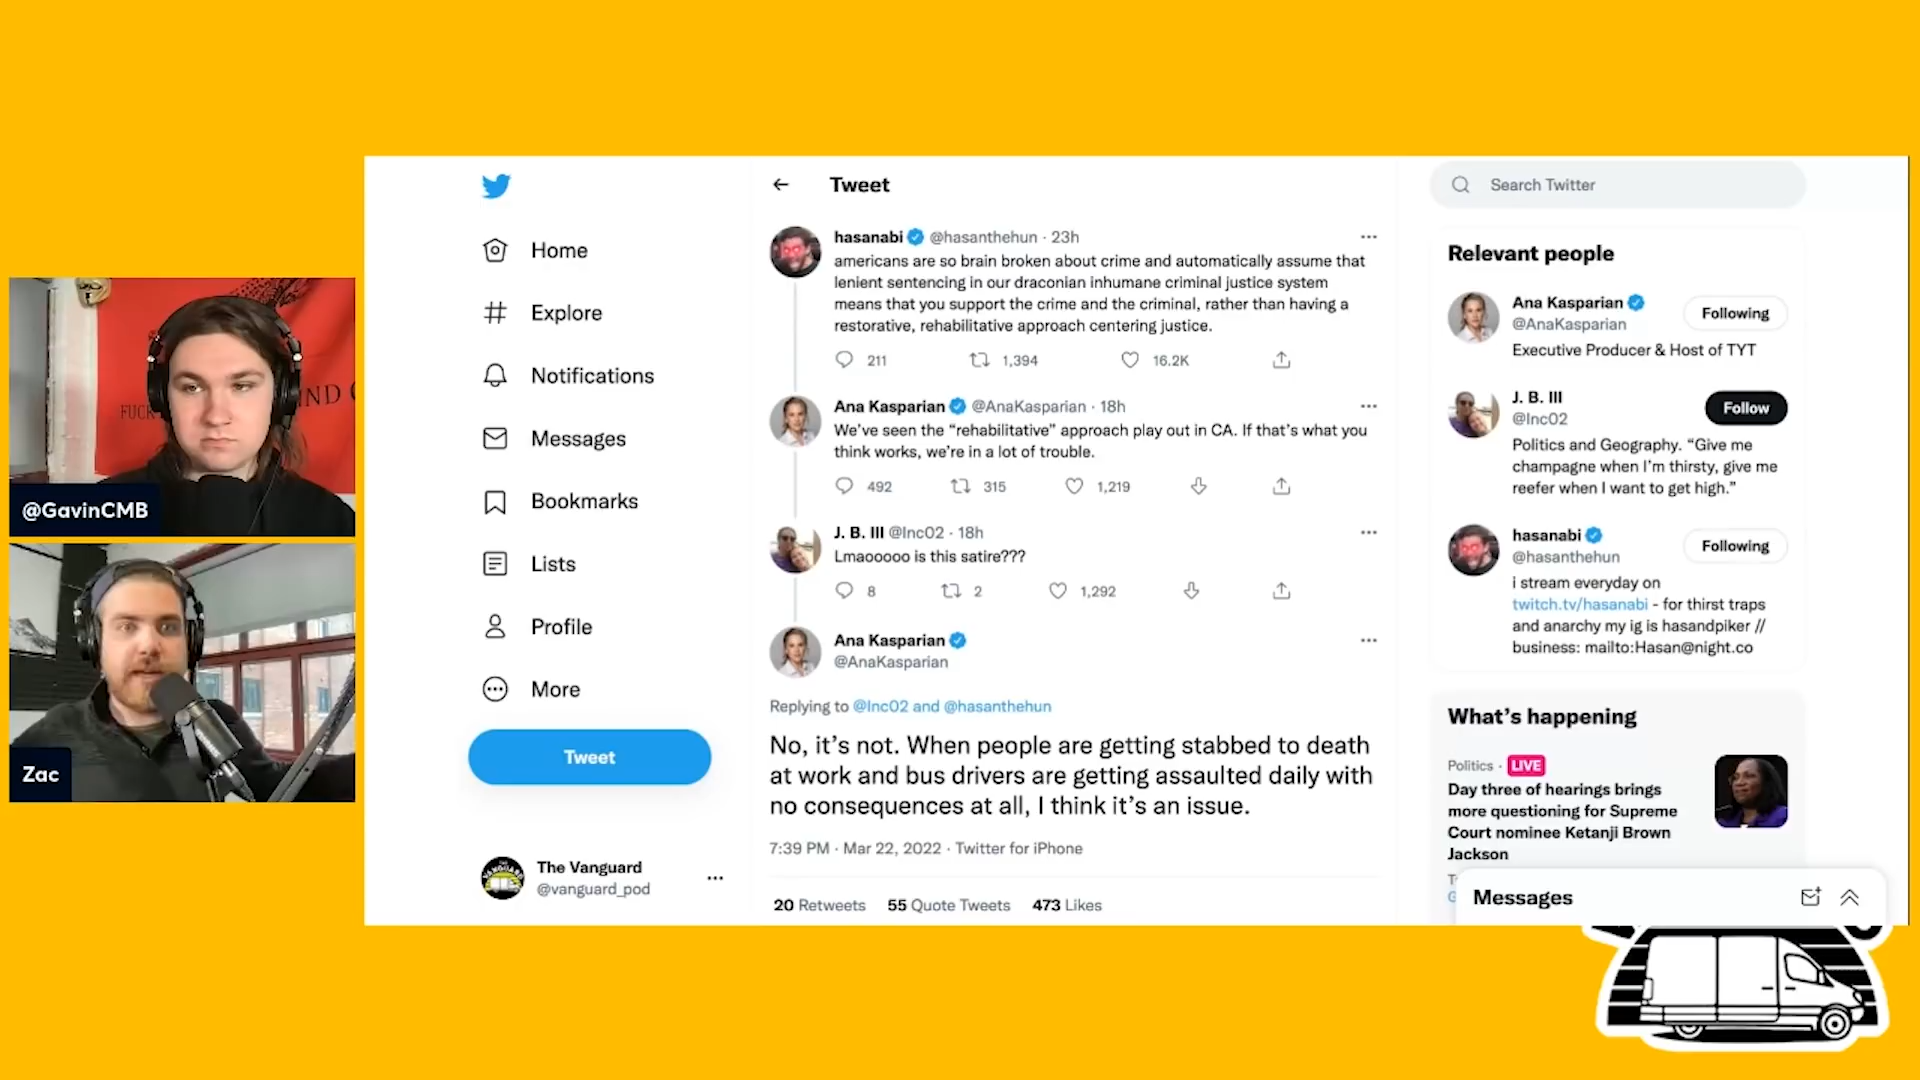 FUCK
ND C
@GavinCMB
Zac
Home
Explore
Notifications
Messages
Bookmarks
Lists
Profile
More
Tweet
The Vanguard
@vanguard_pod
Tweet
hasanabi @hasanthehun · 23h
americans are so brain broken about crime and automatically assume that
lenient sentencing in our draconian inhumane criminal justice system
means that you support the crime and the criminal, rather than having a
restorative, rehabilitative approach centering justice.
211 1,394 16.2K
Ana Kasparian @AnaKasparian · 18h
We've seen the “rehabilitative” approach play out in CA. If that's what you
think works, we're in a lot of trouble.
492 315 1,219
J. B. III @Inc02 · 18h
Lmaoooo is this satire???
8 2 1,292
Ana Kasparian
@AnaKasparian
Replying to @Inc02 and @hasanthehun
No, it's not. When people are getting stabbed to death
at work and bus drivers are getting assaulted daily with
no consequences at all, I think it's an issue.
7:39 PM · Mar 22, 2022 · Twitter for iPhone
20 Retweets 55 Quote Tweets 473 Likes
Search Twitter
Relevant people
Ana Kasparian
@AnaKasparian
Following
Executive Producer & Host of TYT
J. B. III
@Inc02
Follow
Politics and Geography. “Give me
champagne when I'm thirsty, give me
reefer when I want to get high.”
hasanabi
@hasanthehun
Following
i stream everyday on
twitch.tv/hasanabi - for thirst traps
and anarchy my ig is hasandpiker //
business: mailto:Hasan@night.co
What's happening
Politics · LIVE
Day three of hearings brings
more questioning for Supreme
Court nominee Ketanji Brown
Jackson
Messages